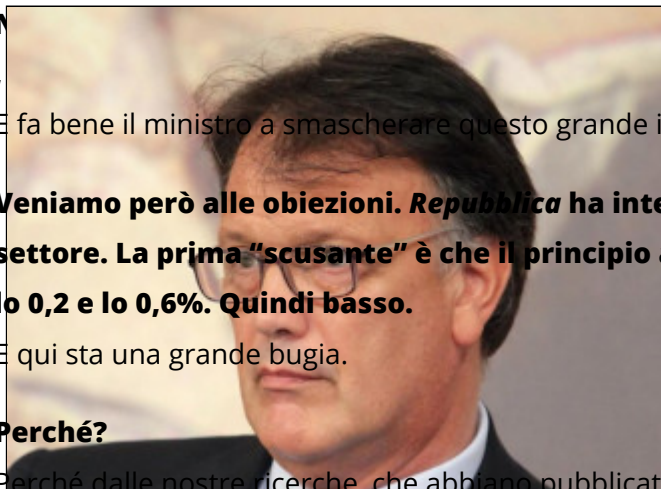 E fa bene il ministro a smascherare questo grande i
Veniamo però alle obiezioni. Repubblica ha inte
settore. La prima “scusante” è che il principio a
lo 0,2 e lo 0,6%. Quindi basso.
E qui sta una grande bugia.
Perché?
Perché dalle nostre ricerche, che abbiano pubblicat